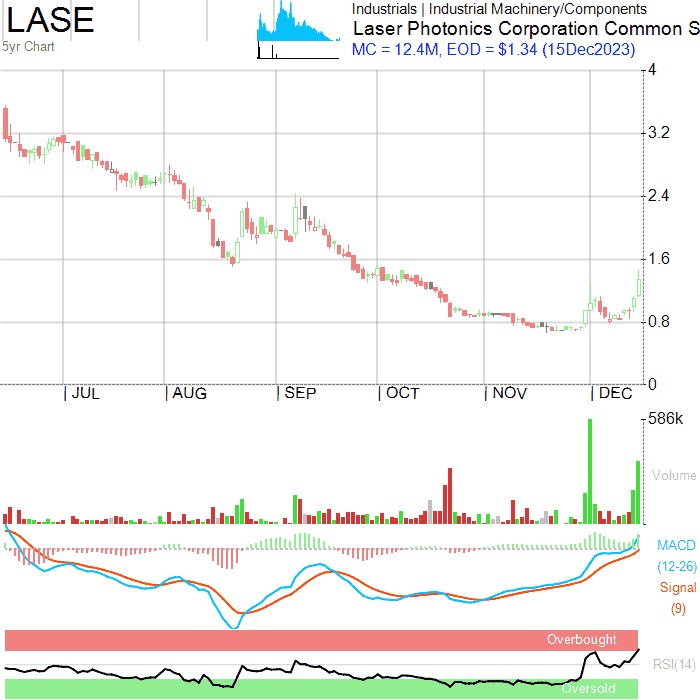 LASE
5yr Chart
Industrials | Industrial Machinery/Components
Laser Photonics Corporation Common S
MC = 12.4M, EOD = $1.34 (15Dec2023)
4
3.2
2.4
1.6
0.8
0
JUL
AUG
SEP
OCT
NOV
DEC
586k
Volume
MACD
(12-26)
Signal
(9)
Overbought
RSI(14)
Oversold